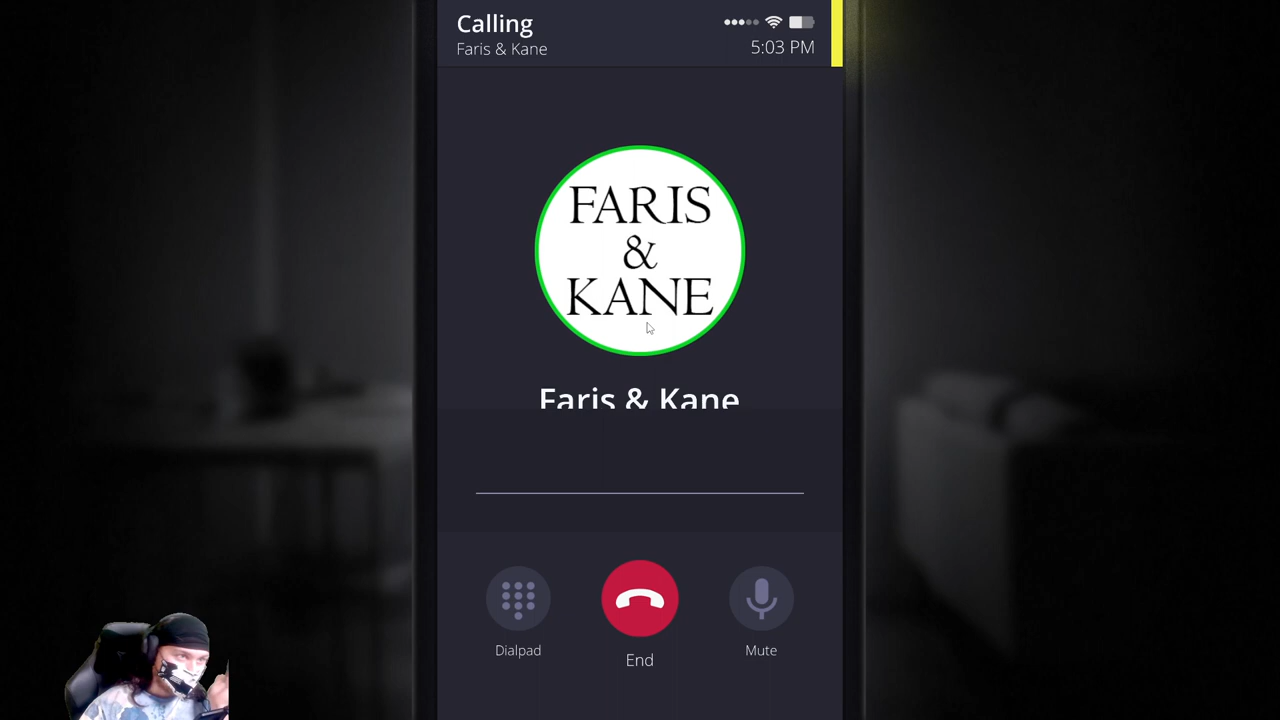 Calling
Faris & Kane
5:03 PM
FARIS
&
KANE
Faris & Kane
Dialpad
End
Mute